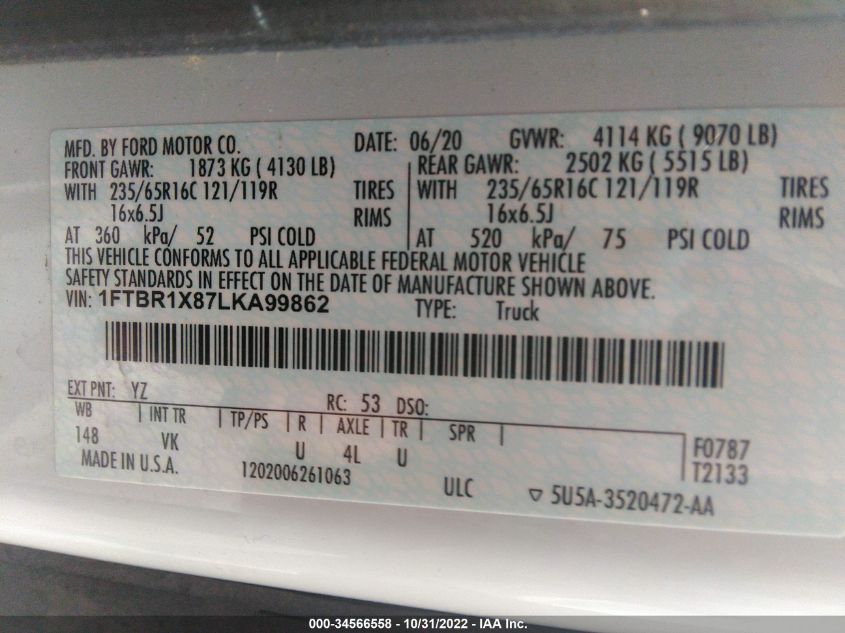 MFD. BY FORD MOTOR CO. DATE: 06/20 GVWR: 4114 KG ( 9070 LB)
FRONT GAWR: 1873 KG ( 4130 LB) REAR GAWR: 2502 KG ( 5515 LB)
WITH 235/65R16C 121/119R TIRES WITH 235/65R16C 121/119R TIRES
16x6.5J RIMS 16x6.5J RIMS
AT 360 kPa/ 52 PSI COLD AT 520 kPa/ 75 PSI COLD
THIS VEHICLE CONFORMS TO ALL APPLICABLE FEDERAL MOTOR VEHICLE
SAFETY STANDARDS IN EFFECT ON THE DATE OF MANUFACTURE SHOWN ABOVE.
VIN: 1FTBR1X87LKA99862 TYPE: Truck
EXT PNT: YZ RC: 53 DSO:
WB INT TR TP/PS R AXLE TR SPR
148 VK U 4L U F0787
MADE IN U.S.A. 1202006261063 T2133
ULC ▽ 5U5A-3520472-AA
000-34566558 - 10/31/2022 - IAA Inc.